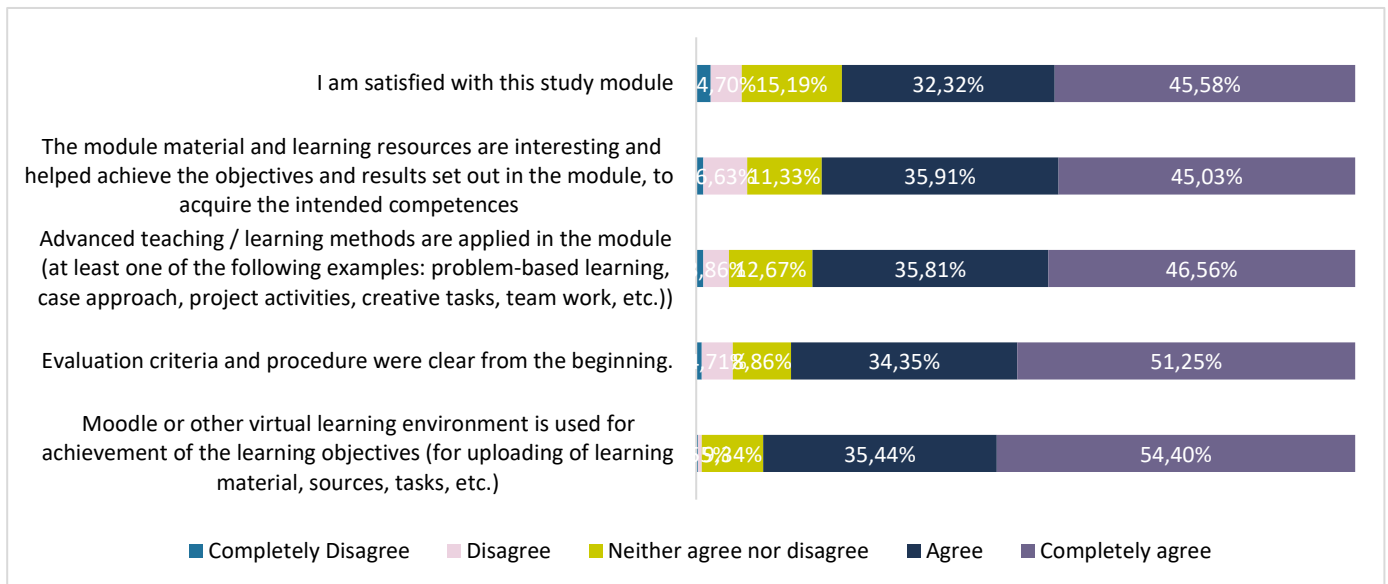 I am satisfied with this study module
4,70% 15,19% 32,32% 45,58%
The module material and learning resources are interesting and
helped achieve the objectives and results set out in the module, to
acquire the intended competences
6,63% 11,33% 35,91% 45,03%
Advanced teaching / learning methods are applied in the module
(at least one of the following examples: problem-based learning,
case approach, project activities, creative tasks, team work, etc.))
12,67% 35,81% 46,56%
Evaluation criteria and procedure were clear from the beginning.
8,86% 34,35% 51,25%
Moodle or other virtual learning environment is used for
achievement of the learning objectives (for uploading of learning
material, sources, tasks, etc.)
9,34% 35,44% 54,40%
Completely Disagree Disagree Neither agree nor disagree Agree Completely agree